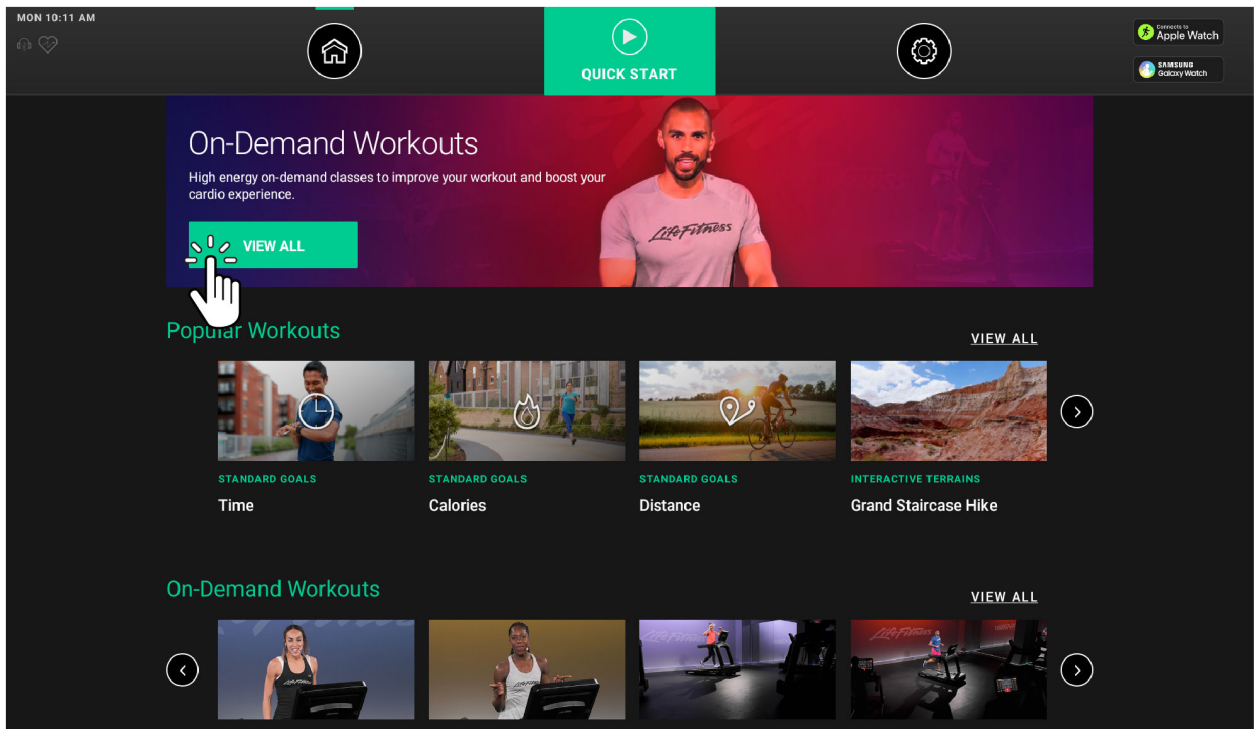 MON 10:11 AM
QUICK START
Connects to
Apple Watch
SAMSUNG
Galaxy Watch
On-Demand Workouts
High energy on-demand classes to improve your workout and boost your
cardio experience.
VIEW ALL
LifeFitness
Popular Workouts
VIEW ALL
STANDARD GOALS
Time
STANDARD GOALS
Calories
STANDARD GOALS
Distance
INTERACTIVE TERRAINS
Grand Staircase Hike
On-Demand Workouts
VIEW ALL
LifeFitness
LifeFitness